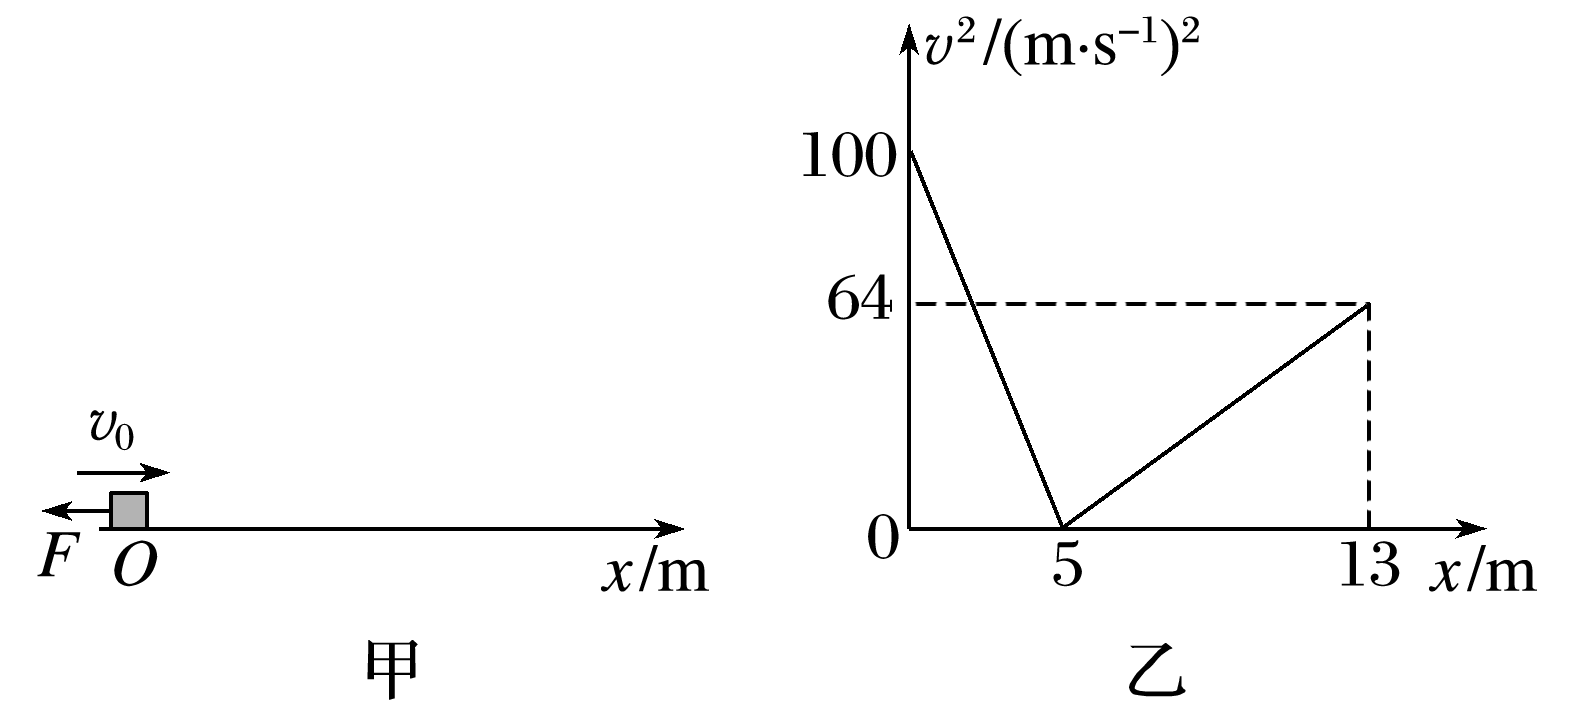 v₀
F
O
x/m
甲
v²/(m·s⁻¹)²
100
64
0
5
13
x/m
乙